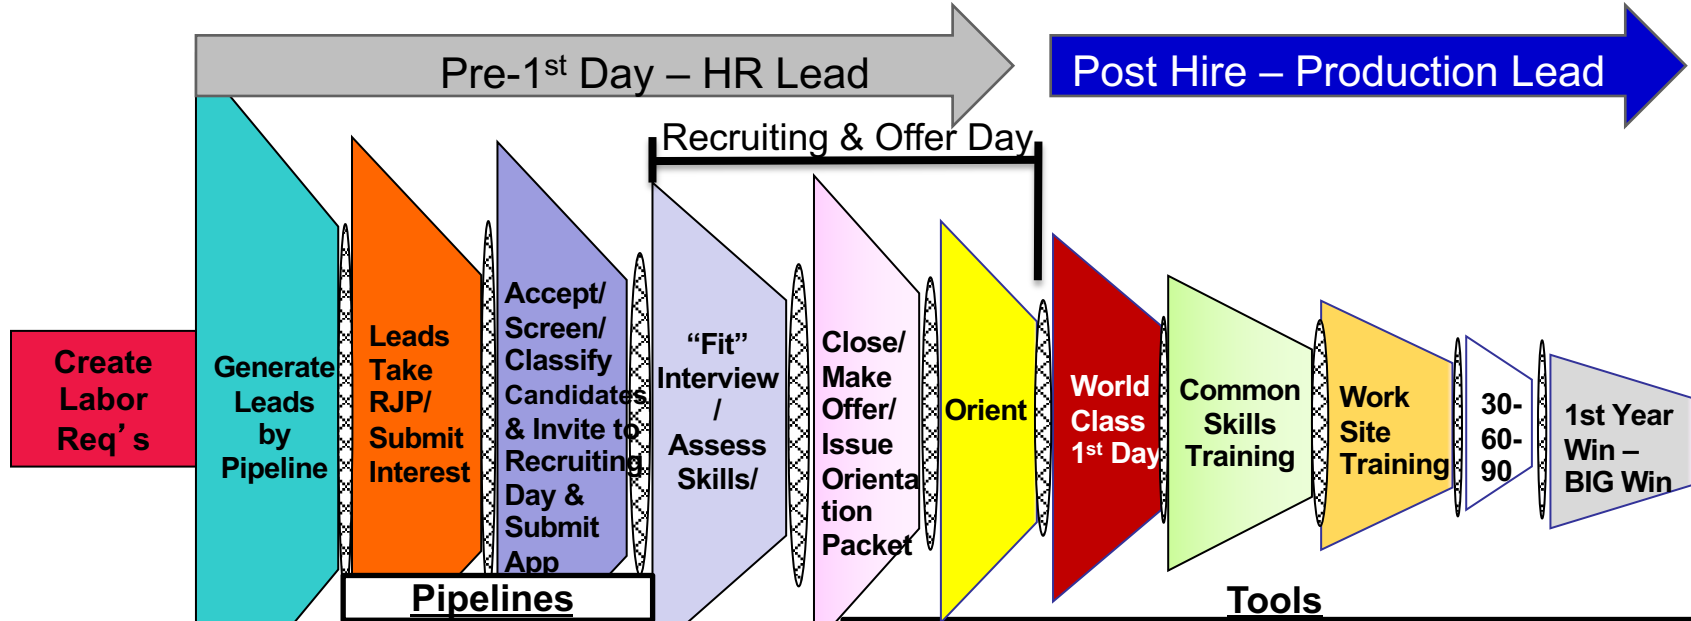 Pre-1st Day – HR Lead
Post Hire – Production Lead
Recruiting & Offer Day
Create
Labor
Req's
Generate
Leads
by
Pipeline
Leads
Take
RJP/
Submit
Interest
Accept/
Screen/
Classify
Candidates
& Invite to
Recruiting
Day &
Submit
App
“Fit”
Interview
/
Assess
Skills/
Close/
Make
Offer/
Issue
Orienta
tion
Packet
Orient
World
Class
1st Day
Common
Skills
Training
Work
Site
Training
30-
60-
90
1st Year
Win –
BIG Win
Pipelines
Tools